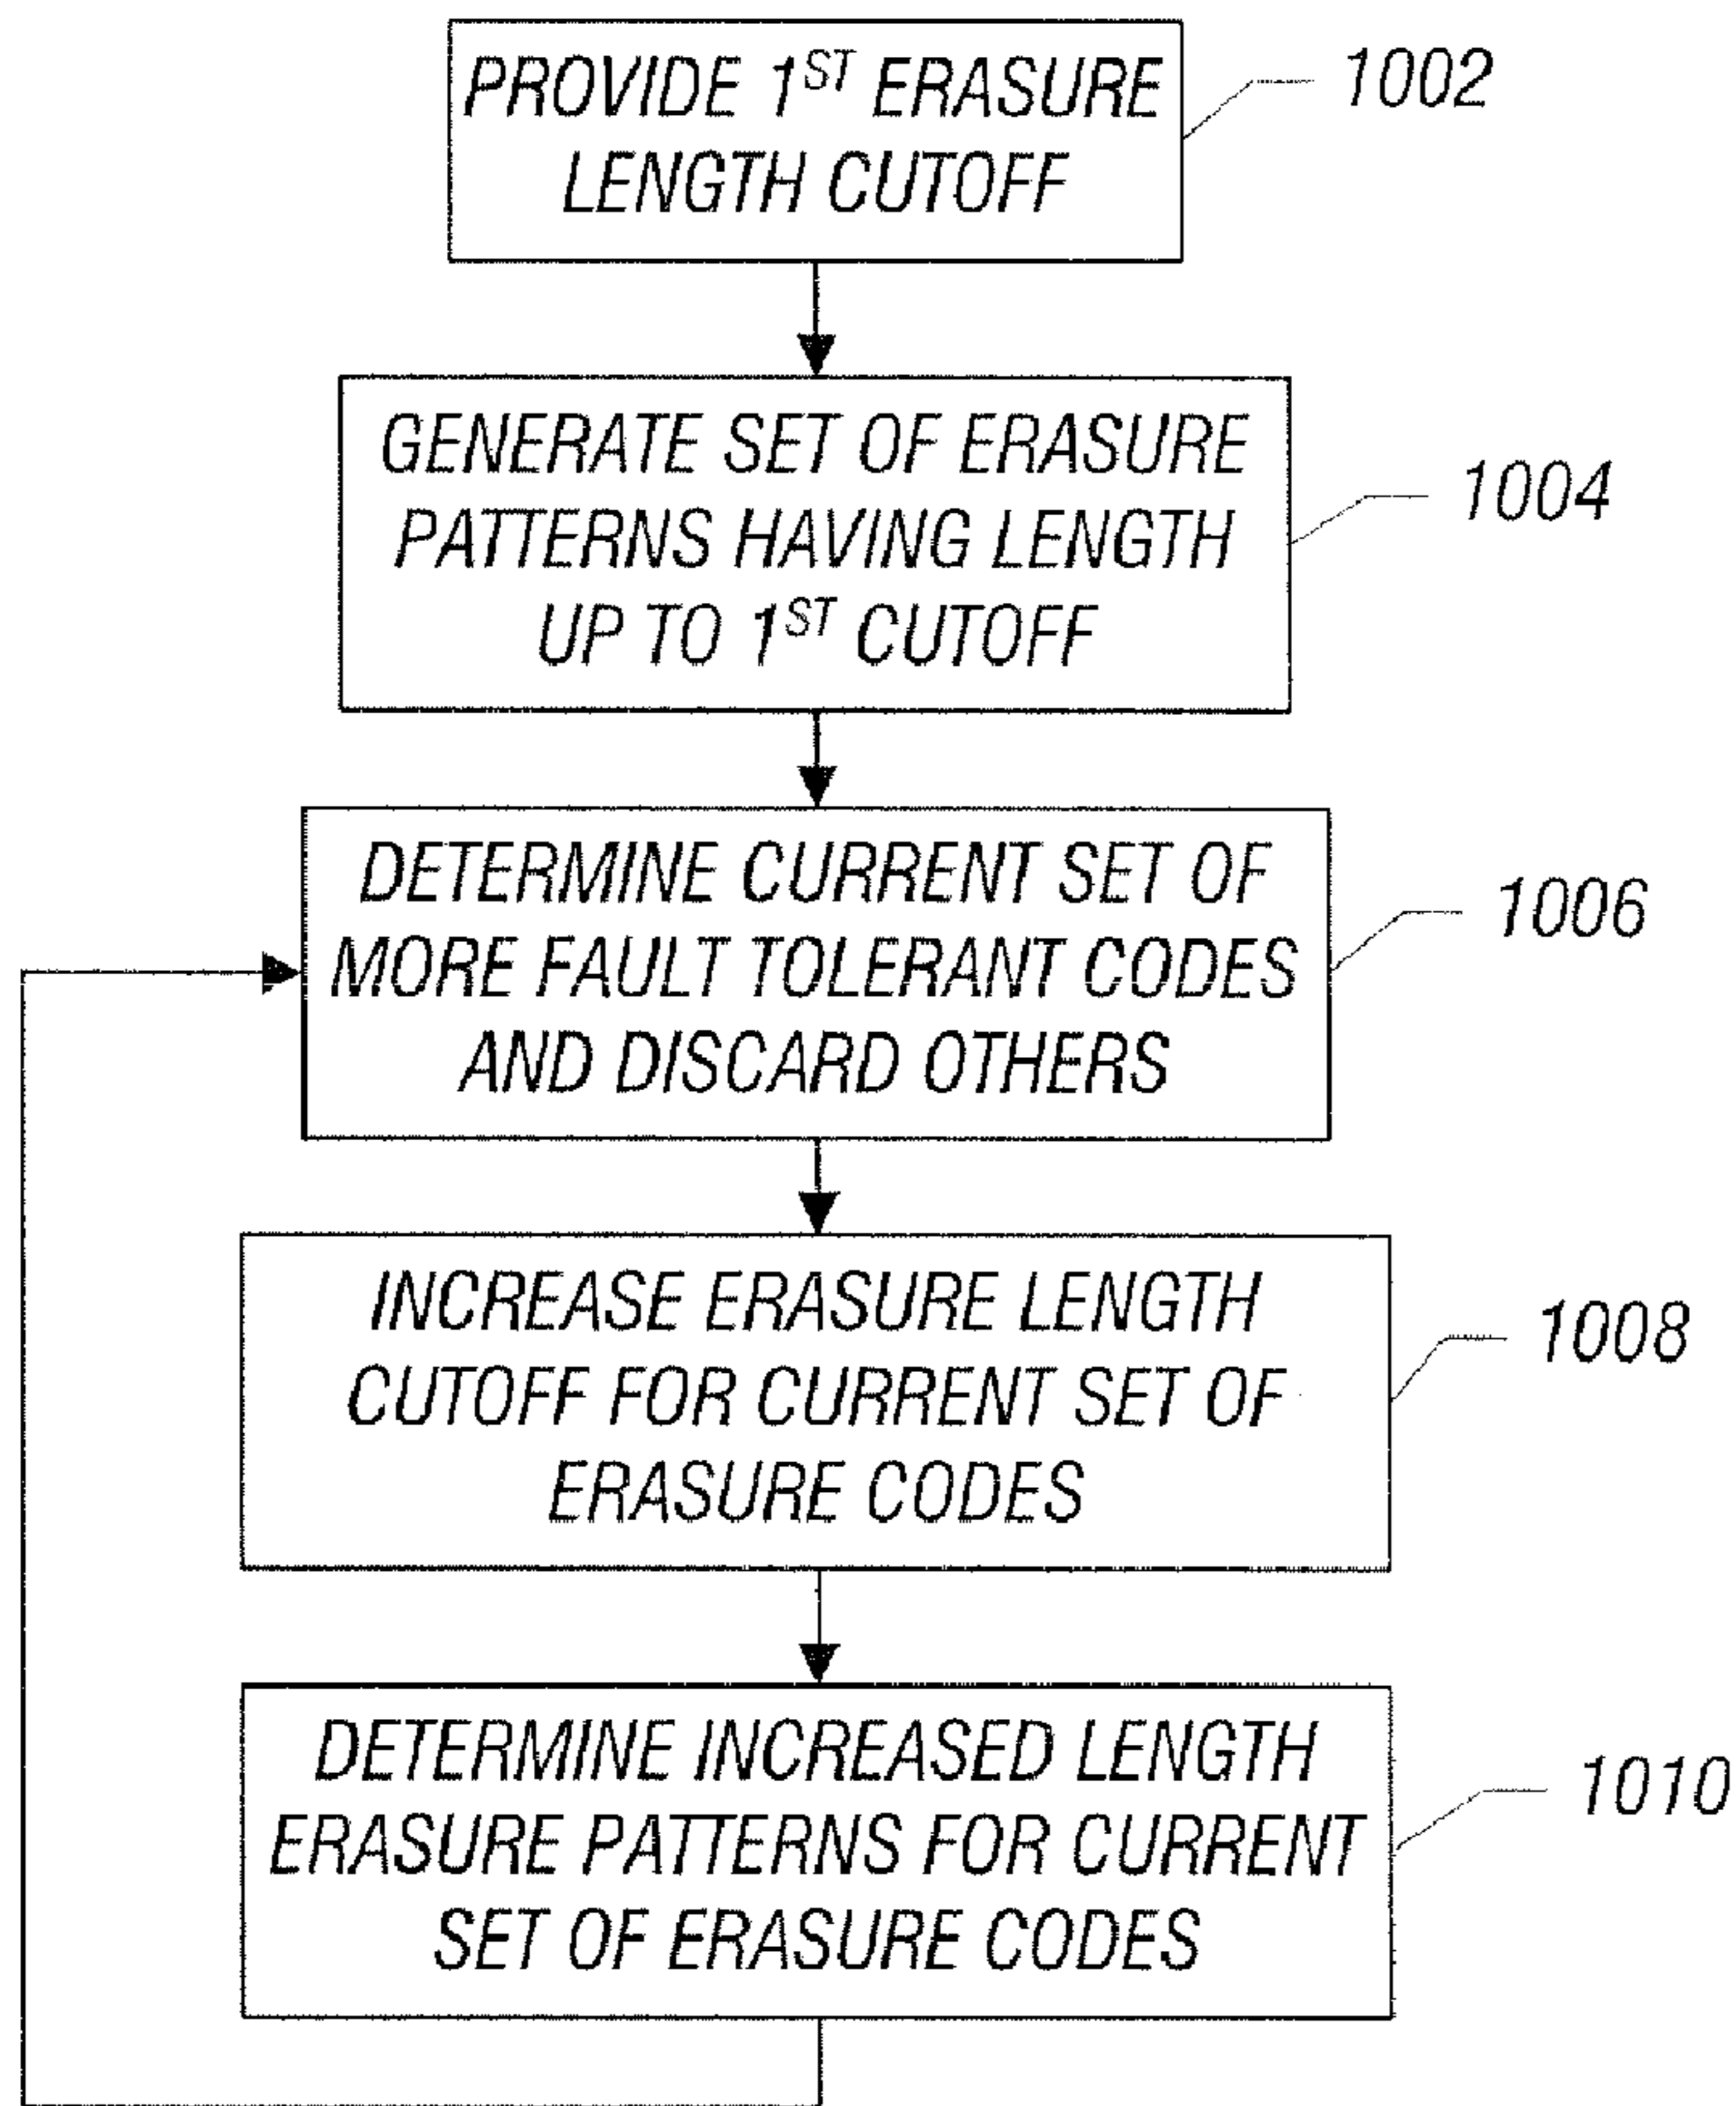 PROVIDE 1ST ERASURE
LENGTH CUTOFF
1002
GENERATE SET OF ERASURE
PATTERNS HAVING LENGTH
UP TO 1ST CUTOFF
1004
DETERMINE CURRENT SET OF
MORE FAULT TOLERANT CODES
AND DISCARD OTHERS
1006
INCREASE ERASURE LENGTH
CUTOFF FOR CURRENT SET OF
ERASURE CODES
1008
DETERMINE INCREASED LENGTH
ERASURE PATTERNS FOR CURRENT
SET OF ERASURE CODES
1010